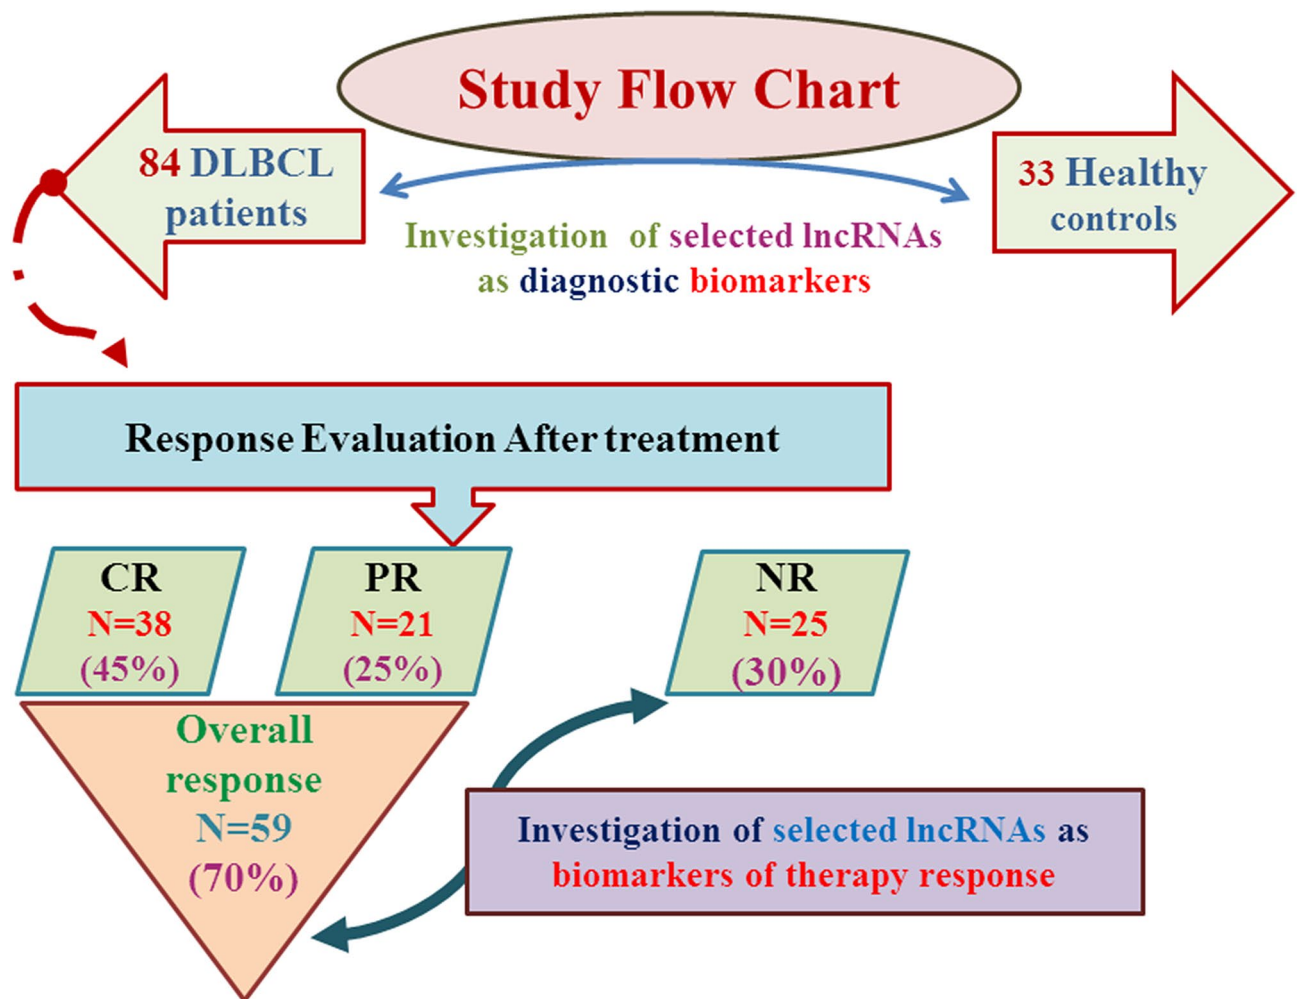 Study Flow Chart
84 DLBCL
patients
33 Healthy
controls
Investigation of selected lncRNAs
as diagnostic biomarkers
Response Evaluation After treatment
CR
N=38
(45%)
PR
N=21
(25%)
NR
N=25
(30%)
Overall
response
N=59
(70%)
Investigation of selected lncRNAs as
biomarkers of therapy response